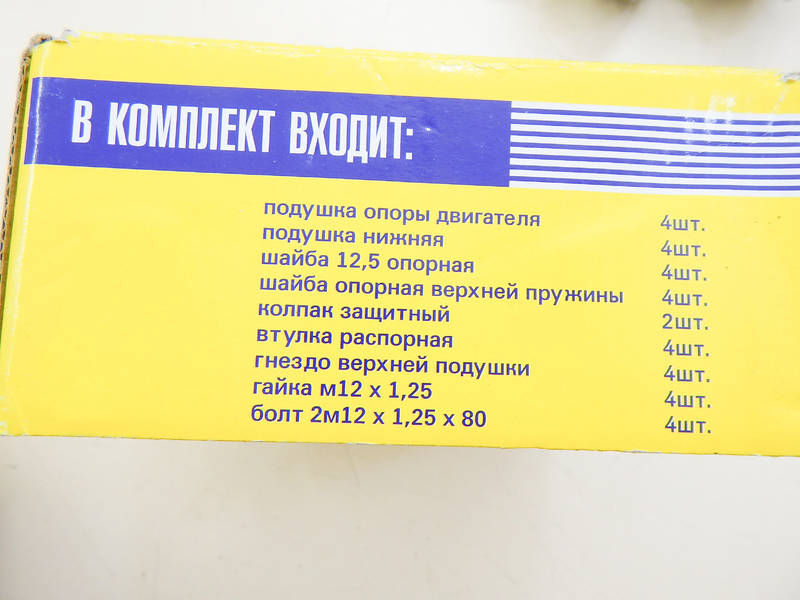 В КОМПЛЕКТ ВХОДИТ:
подушка опоры двигателя 4шт.
подушка нижняя 4шт.
шайба 12,5 опорная 4шт.
шайба опорная верхней пружины 4шт.
колпак защитный 2шт.
втулка распорная 4шт.
гнездо верхней подушки 4шт.
гайка м12 х 1,25 4шт.
болт 2м12 х 1,25 х 80 4шт.